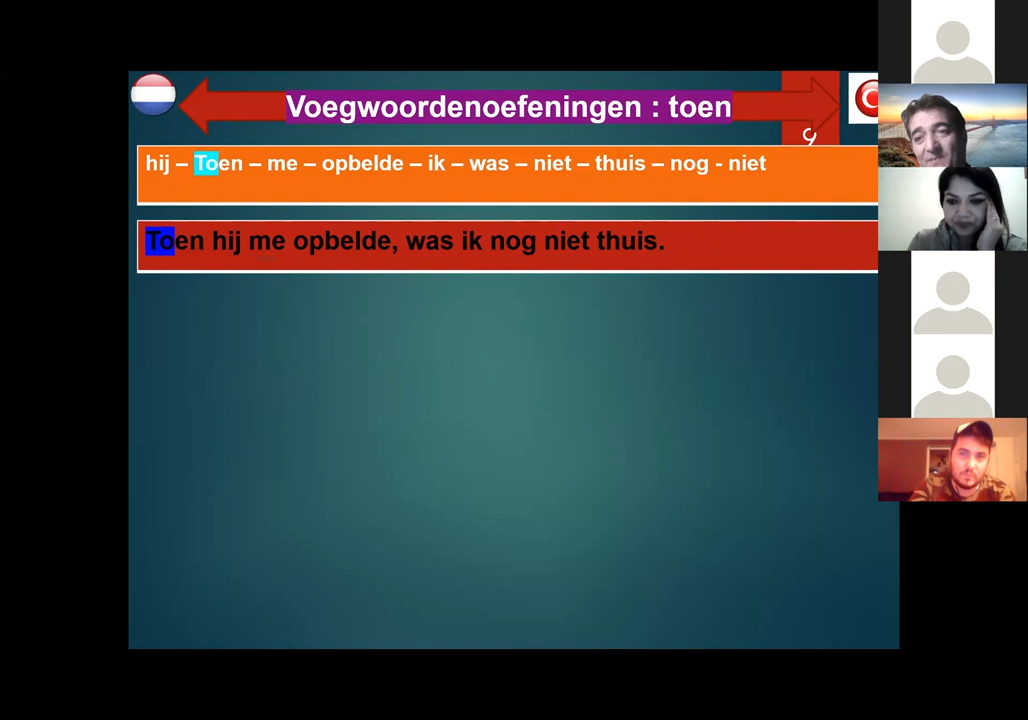 Voegwoordenoefeningen : toen
hij – Toen – me – opbelde – ik – was – niet – thuis – nog - niet
Toen hij me opbelde, was ik nog niet thuis.